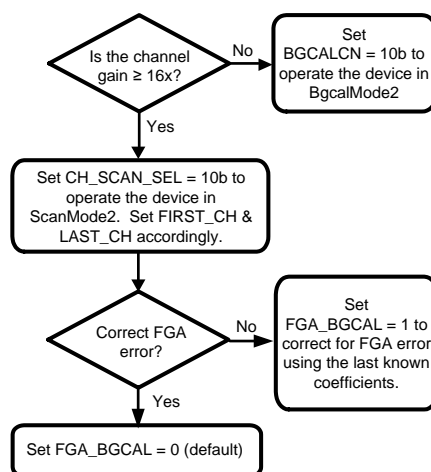 Is the channel
gain ≥ 16x?
No
Set
BGCALCN = 10b to
operate the device in
BgcalMode2
Yes
Set CH_SCAN_SEL = 10b to
operate the device in
ScanMode2. Set FIRST_CH &
LAST_CH accordingly.
Correct FGA
error?
No
Set
FGA_BGCAL = 1 to
correct for FGA error
using the last known
coefficients.
Yes
Set FGA_BGCAL = 0 (default)